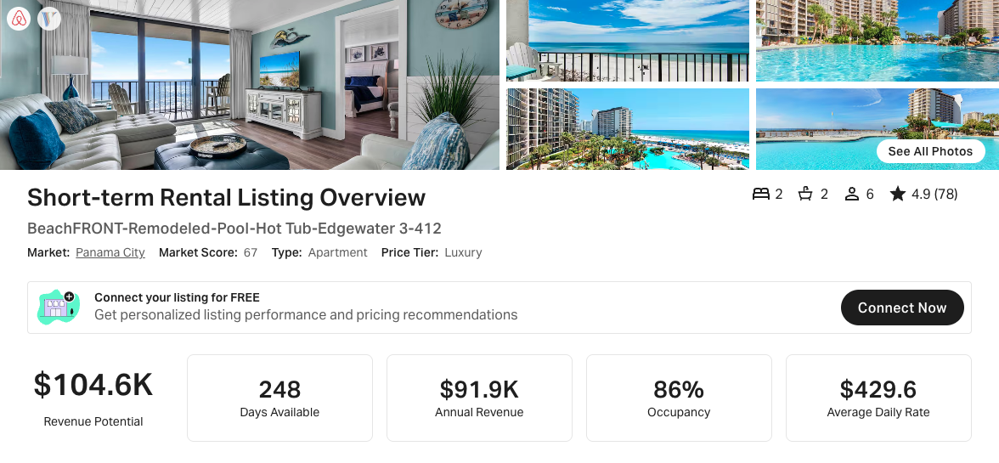 See All Photos
Short-term Rental Listing Overview
2 2 6 4.9 (78)
BeachFRONT-Remodeled-Pool-Hot Tub-Edgewater 3-412
Market: Panama City Market Score: 67 Type: Apartment Price Tier: Luxury
Connect your listing for FREE
Get personalized listing performance and pricing recommendations
Connect Now
$104.6K
Revenue Potential
248
Days Available
$91.9K
Annual Revenue
86%
Occupancy
$429.6
Average Daily Rate